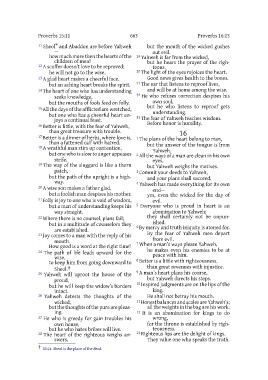 Proverbs 15:11
663
Proverbs 16:13
11 Sheol* and Abaddon are before Yahweh
—
how much more then the hearts of the
children of men!
12 A scoffer doesn't love to be reproved;
he will not go to the wise.
13 A glad heart makes a cheerful face,
but an aching heart breaks the spirit.
14 The heart of one who has understanding
seeks knowledge,
but the mouths of fools feed on folly.
15 All the days of the afflicted are wretched,
but one who has a cheerful heart en-
joys a continual feast.
16 Better is little, with the fear of Yahweh,
than great treasure with trouble.
17 Better is a dinner of herbs, where love is,
than a fattened calf with hatred.
18 A wrathful man stirs up contention,
but one who is slow to anger appeases
strife.
19 The way of the sluggard is like a thorn
patch,
but the path of the upright is a high-
way.
20 A wise son makes a father glad,
but a foolish man despises his mother.
21 Folly is joy to one who is void of wisdom,
but a man of understanding keeps his
way straight.
22 Where there is no counsel, plans fail;
but in a multitude of counselors they
are established.
23 Joy comes to a man with the reply of his
mouth.
How good is a word at the right time!
24 The path of life leads upward for the
wise,
to keep him from going downward to
Sheol.
25 Yahweh will uproot the house of the
proud,
but he will keep the widow's borders
intact.
26 Yahweh detests the thoughts of the
wicked,
but the thoughts of the pure are pleas-
ing.
27 He who is greedy for gain troubles his
own house,
but he who hates bribes will live.
28 The heart of the righteous weighs an-
swers,
but the mouth of the wicked gushes
out evil.
29 Yahweh is far from the wicked,
but he hears the prayer of the right-
eous.
30 The light of the eyes rejoices the heart.
Good news gives health to the bones.
31 The ear that listens to reproof lives,
and will be at home among the wise.
32 He who refuses correction despises his
own soul,
but he who listens to reproof gets
understanding.
33 The fear of Yahweh teaches wisdom.
Before honor is humility.
16
1 The plans of the heart belong to man,
but the answer of the tongue is from
Yahweh.
2 All the ways of a man are clean in his own
eyes,
but Yahweh weighs the motives.
3 Commit your deeds to Yahweh,
and your plans shall succeed.
4 Yahweh has made everything for its own
end—
yes, even the wicked for the day of
evil.
5 Everyone who is proud in heart is an
abomination to Yahweh;
they shall certainly not be unpun-
ished.
6 By mercy and truth iniquity is atoned for.
By the fear of Yahweh men depart
from evil.
7 When a man's ways please Yahweh,
he makes even his enemies to be at
peace with him.
8 Better is a little with righteousness,
than great revenues with injustice.
9 A man's heart plans his course,
but Yahweh directs his steps.
10 Inspired judgments are on the lips of the
king.
He shall not betray his mouth.
11 Honest balances and scales are Yahweh's;
all the weights in the bag are his work.
12 It is an abomination for kings to do
wrong,
for the throne is established by right-
eousness.
13 Righteous lips are the delight of kings.
They value one who speaks the truth.
15:11 Sheol is the place of the dead.